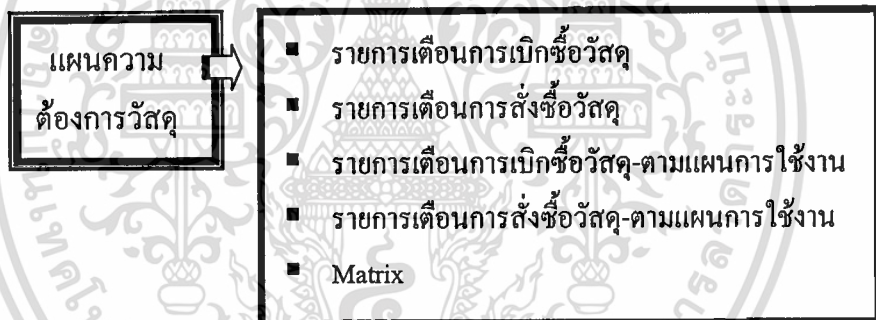 แผนความ
ต้องการวัสดุ
▪ รายการเตือนการเบิกซื้อวัสดุ
▪ รายการเตือนการสั่งซื้อวัสดุ
▪ รายการเตือนการเบิกซื้อวัสดุ-ตามแผนการใช้งาน
▪ รายการเตือนการสั่งซื้อวัสดุ-ตามแผนการใช้งาน
▪ Matrix